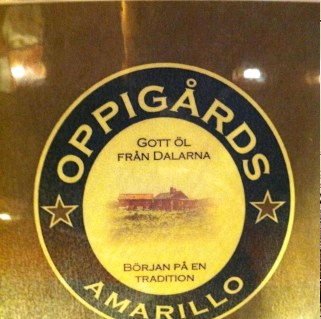 OPPIGÅRDS
GOTT ÖL
FRÅN DALARNA
BÖRJAN PÅ EN
TRADITION
AMARILLO